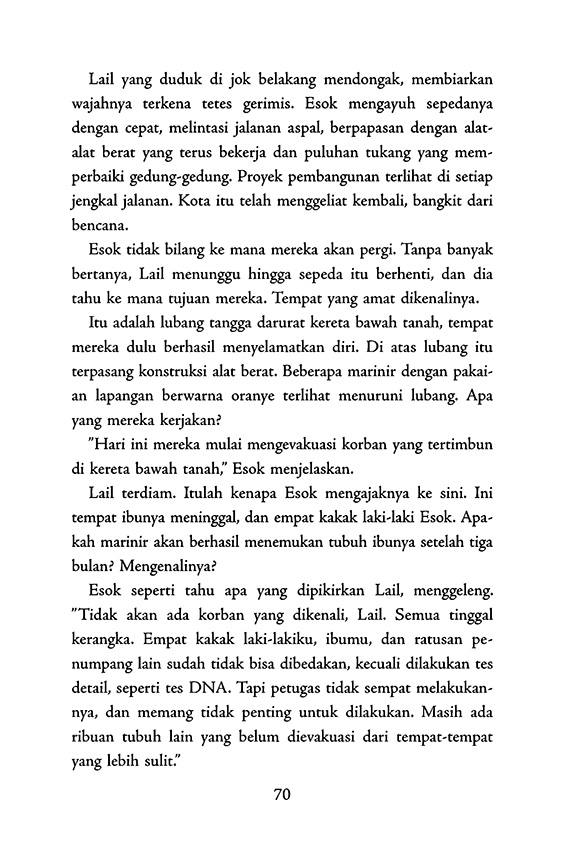 Lail yang duduk di jok belakang mendongak, membiarkan
wajahnya terkena tetes gerimis. Esok mengayuh sepedanya
dengan cepat, melintasi jalanan aspal, berpapasan dengan alat-
alat berat yang terus bekerja dan puluhan tukang yang mem-
perbaiki gedung-gedung. Proyek pembangunan terlihat di setiap
jengkal jalanan. Kota itu telah menggeliat kembali, bangkit dari
bencana.
Esok tidak bilang ke mana mereka akan pergi. Tanpa banyak
bertanya, Lail menunggu hingga sepeda itu berhenti, dan dia
tahu ke mana tujuan mereka. Tempat yang amat dikenalinya.
Itu adalah lubang tangga darurat kereta bawah tanah, tempat
mereka dulu berhasil menyelamatkan diri. Di atas lubang itu
terpasang konstruksi alat berat. Beberapa marinir dengan pakai-
an lapangan berwarna oranye terlihat menuruni lubang. Apa
yang mereka kerjakan?
"Hari ini mereka mulai mengevakuasi korban yang tertimbun
di kereta bawah tanah," Esok menjelaskan.
Lail terdiam. Itulah kenapa Esok mengajaknya ke sini. Ini
tempat ibunya meninggal, dan empat kakak laki-laki Esok. Apa-
kah marinir akan berhasil menemukan tubuh ibunya setelah tiga
bulan? Mengenalinya?
Esok seperti tahu apa yang dipikirkan Lail, menggeleng.
"Tidak akan ada korban yang dikenali, Lail. Semua tinggal
kerangka. Empat kakak laki-lakiku, ibumu, dan ratusan pe-
numpang lain sudah tidak bisa dibedakan, kecuali dilakukan tes
detail, seperti tes DNA. Tapi petugas tidak sempat melakukan-
nya, dan memang tidak penting untuk dilakukan. Masih ada
ribuan tubuh lain yang belum dievakuasi dari tempat-tempat
yang lebih sulit."
70